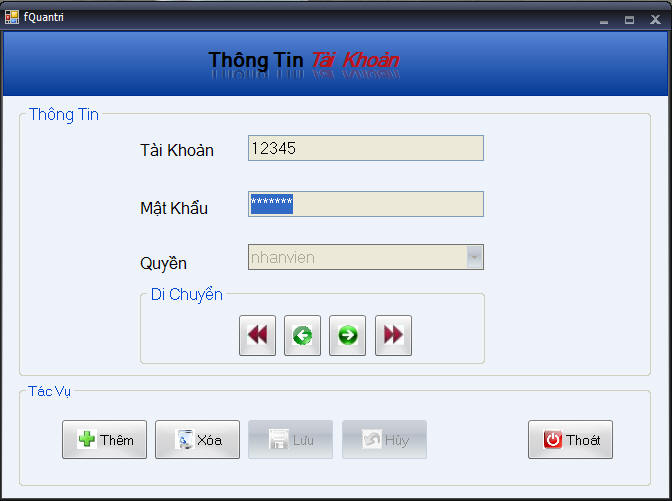 fQuantri
Thông Tin Tài Khoản
Thông Tin
Tài Khoản
12345
Mật Khẩu
*******
Quyền
nhanvien
Di Chuyển
Tác Vụ
Thêm
Xóa
Lưu
Hủy
Thoát